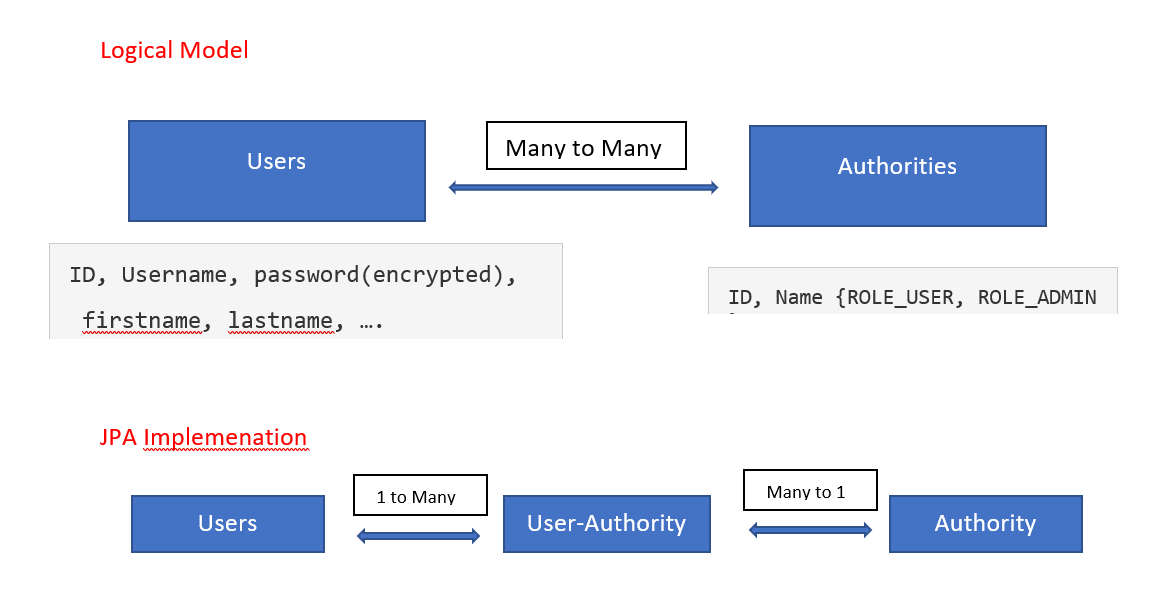 Logical Model
Users
Many to Many
Authorities
ID, Username, password(encrypted),
firstname, lastname, ….
ID, Name {ROLE_USER, ROLE_ADMIN
JPA Implemenation
Users
1 to Many
User-Authority
Many to 1
Authority